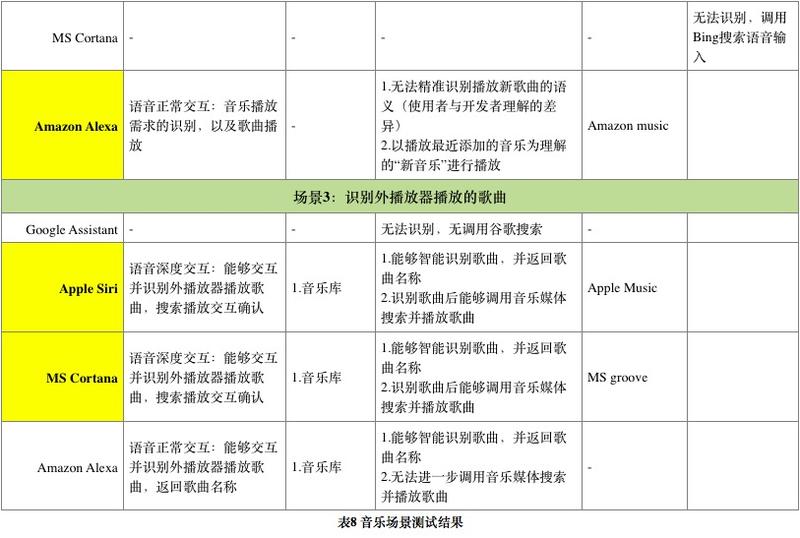 MS Cortana
-
-
-
-
无法识别，调用
Bing搜索语音输
入
Amazon Alexa
语音正常交互：音乐播放
需求的识别，以及歌曲播
放
-
1.无法精准识别播放新歌曲的语
义（使用者与开发者理解的差
异）
2.以播放最近添加的音乐为理解
的“新音乐”进行播放
Amazon music
场景3：识别外播放器播放的歌曲
Google Assistant
-
-
无法识别，无调用谷歌搜索
-
Apple Siri
语音深度交互：能够交互
并识别外播放器播放歌
曲，搜索播放交互确认
1.音乐库
1.能够智能识别歌曲，并返回歌
曲名称
2.识别歌曲后能够调用音乐媒体
搜索并播放歌曲
Apple Music
MS Cortana
语音深度交互：能够交互
并识别外播放器播放歌
曲，搜索播放交互确认
1.音乐库
1.能够智能识别歌曲，并返回歌
曲名称
2.识别歌曲后能够调用音乐媒体
搜索并播放歌曲
MS groove
Amazon Alexa
语音正常交互：能够交互
并识别外播放器播放歌
曲，返回歌曲名称
1.音乐库
1.能够智能识别歌曲，并返回歌
曲名称
2.无法进一步调用音乐媒体搜索
并播放歌曲
-
表8 音乐场景测试结果